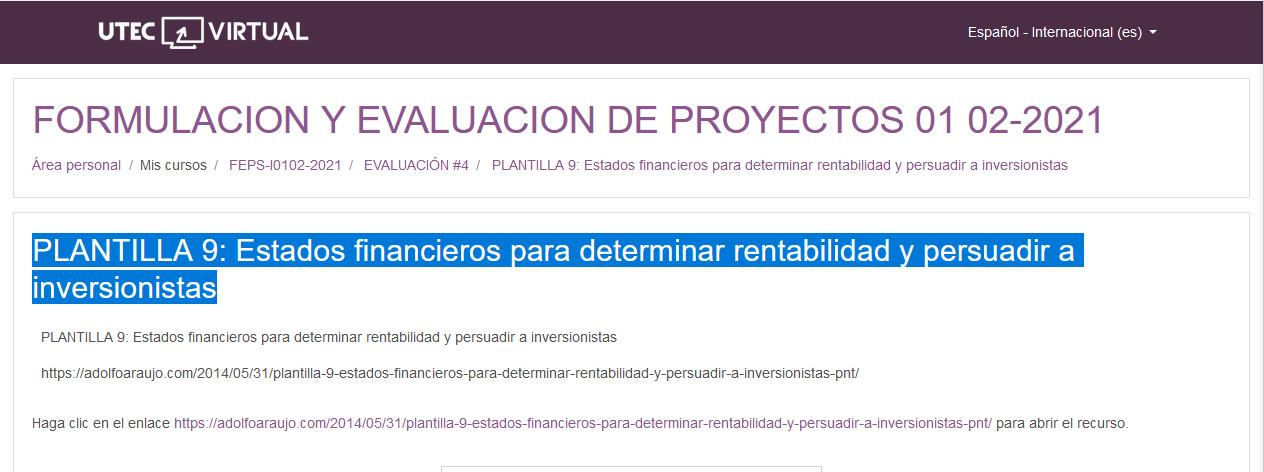 UTEC VIRTUAL
Español - Internacional (es)
FORMULACION Y EVALUACION DE PROYECTOS 01 02-2021
Área personal / Mis cursos / FEPS-I0102-2021 / EVALUACIÓN #4 / PLANTILLA 9: Estados financieros para determinar rentabilidad y persuadir a inversionistas
PLANTILLA 9: Estados financieros para determinar rentabilidad y persuadir a
inversionistas
PLANTILLA 9: Estados financieros para determinar rentabilidad y persuadir a inversionistas
https://adolfoaraujo.com/2014/05/31/plantilla-9-estados-financieros-para-determinar-rentabilidad-y-persuadir-a-inversionistas-pnt/
Haga clic en el enlace https://adolfoaraujo.com/2014/05/31/plantilla-9-estados-financieros-para-determinar-rentabilidad-y-persuadir-a-inversionistas-pnt/ para abrir el recurso.